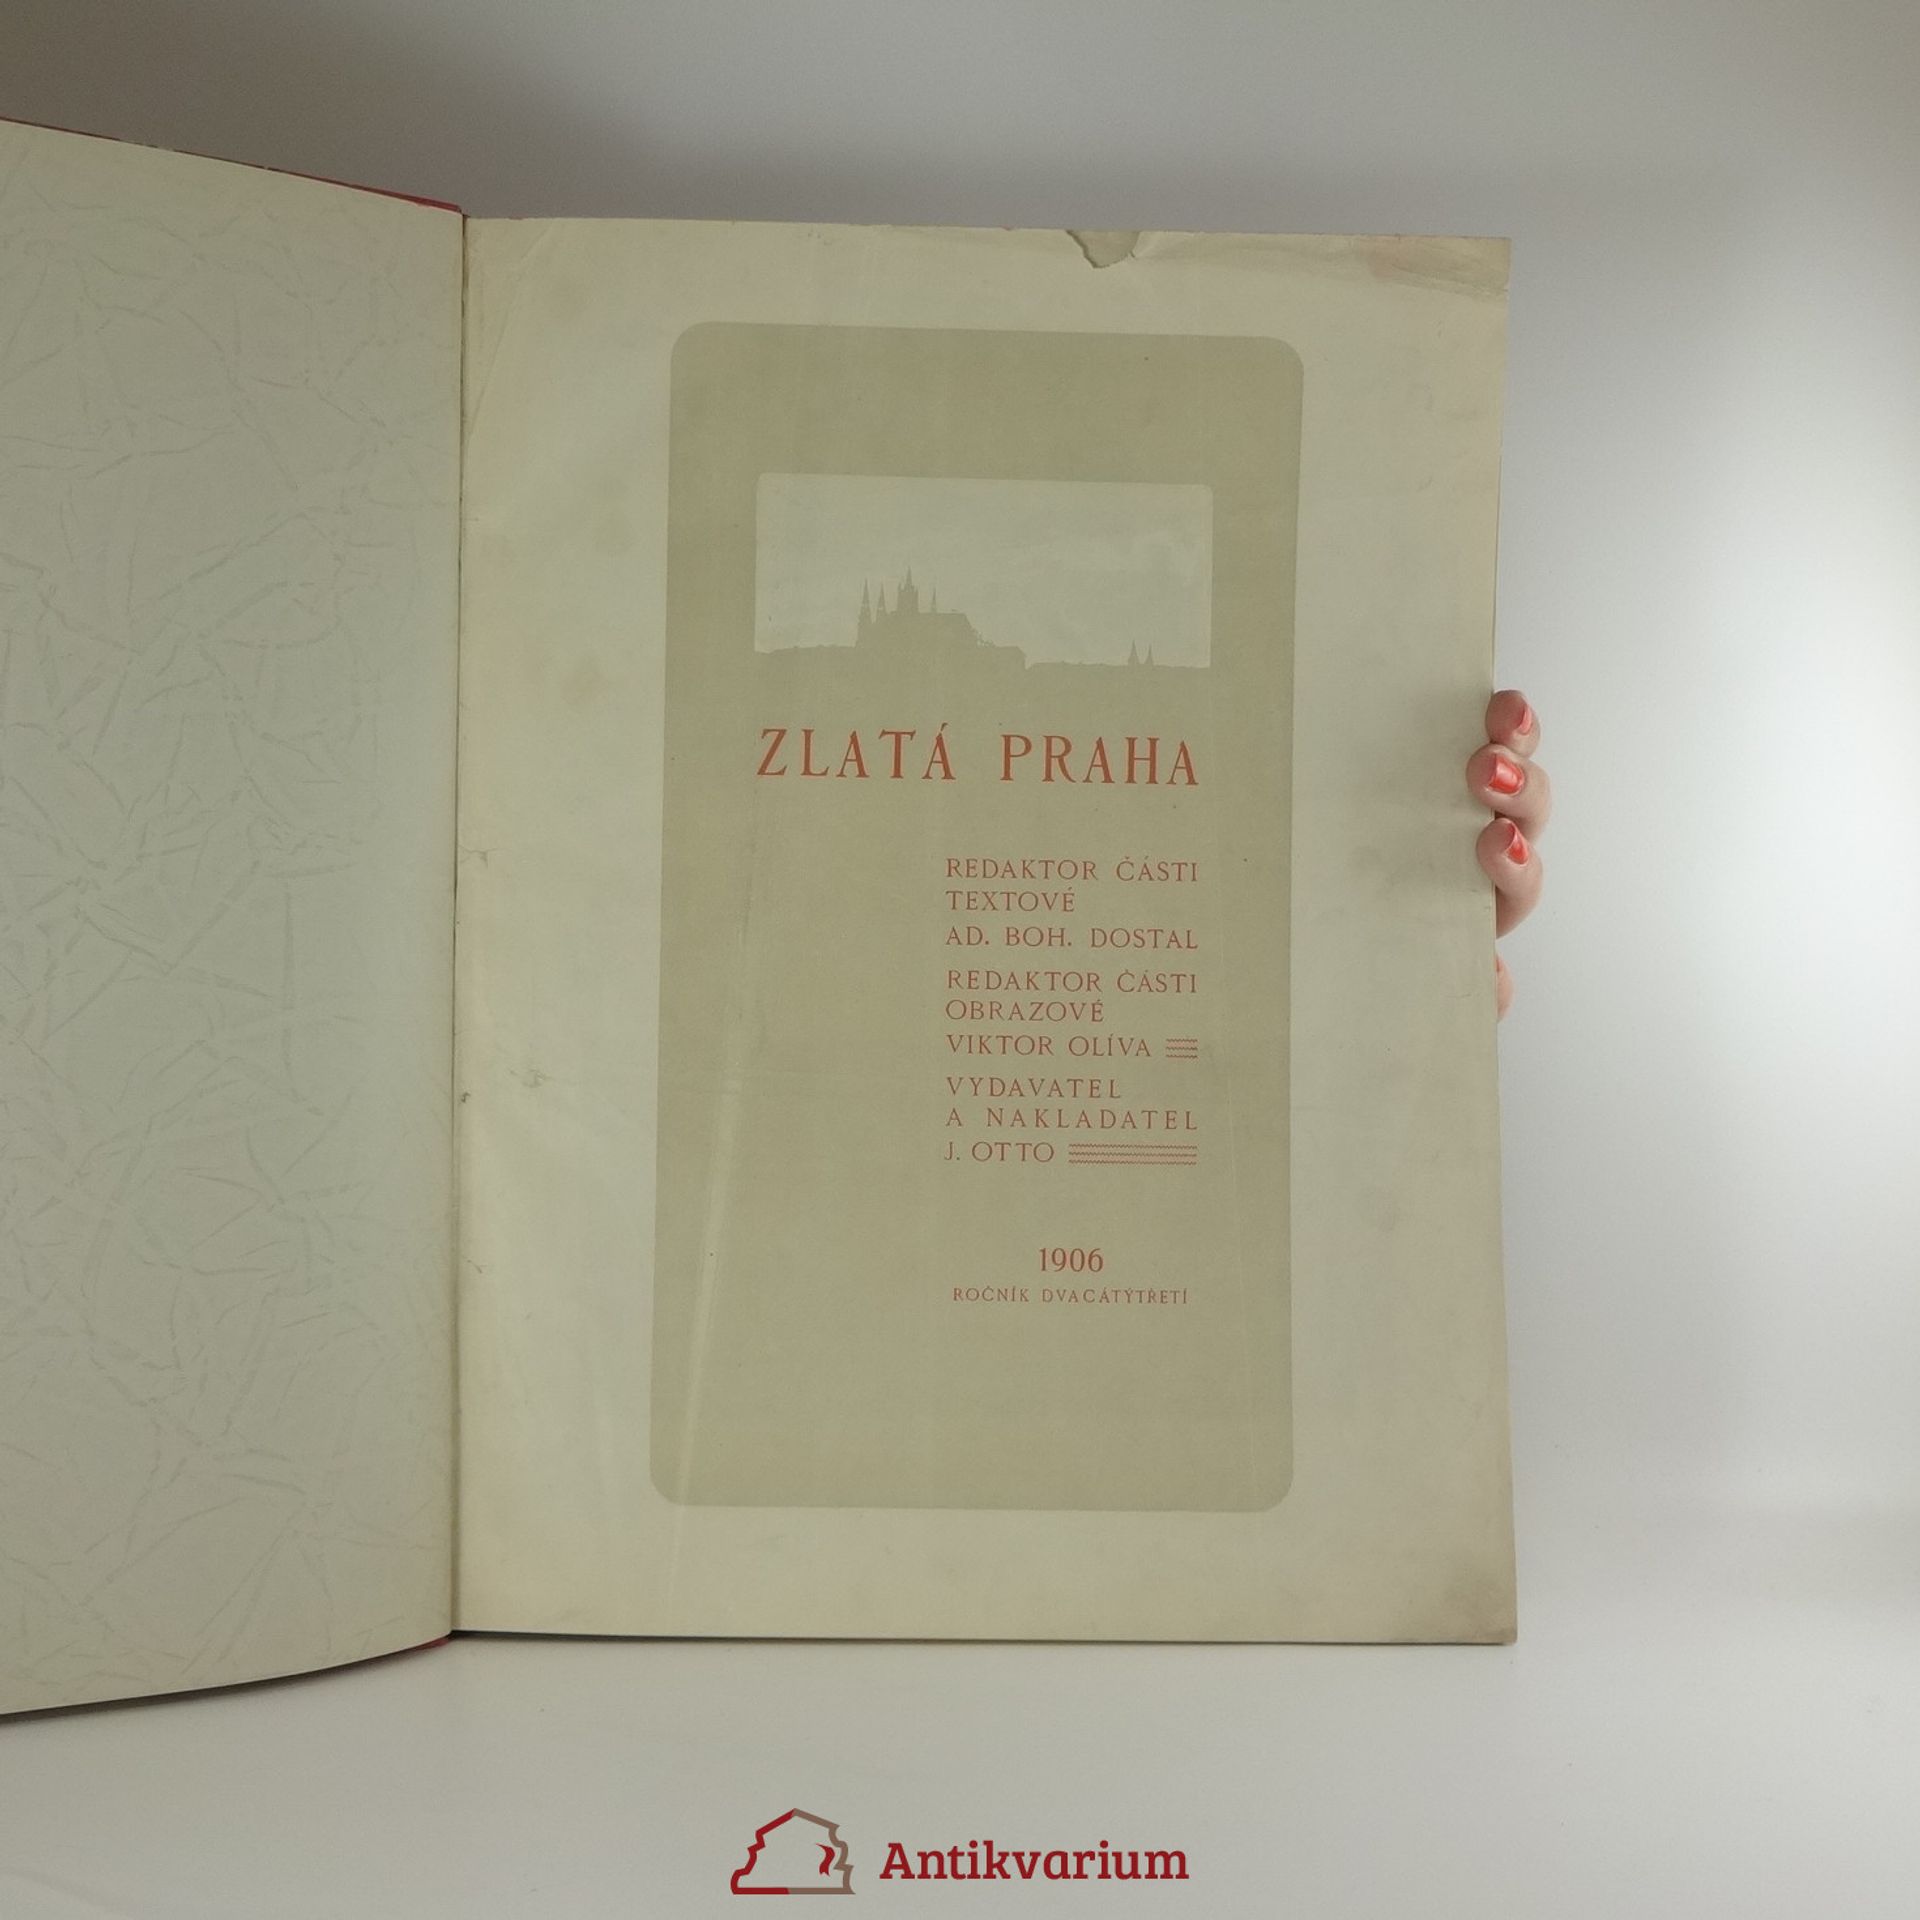 ZLATÁ PRAHA
REDAKTOR ČÁSTI
TEXTOVÉ
AD. BOH. DOSTAL
REDAKTOR ČÁSTI
OBRAZOVÉ
VIKTOR OLÍVA
VYDAVATEL
A NAKLADATEL
J. OTTO
1906
ROČNÍK DVACÁTÝTŘETÍ
Antikvarium